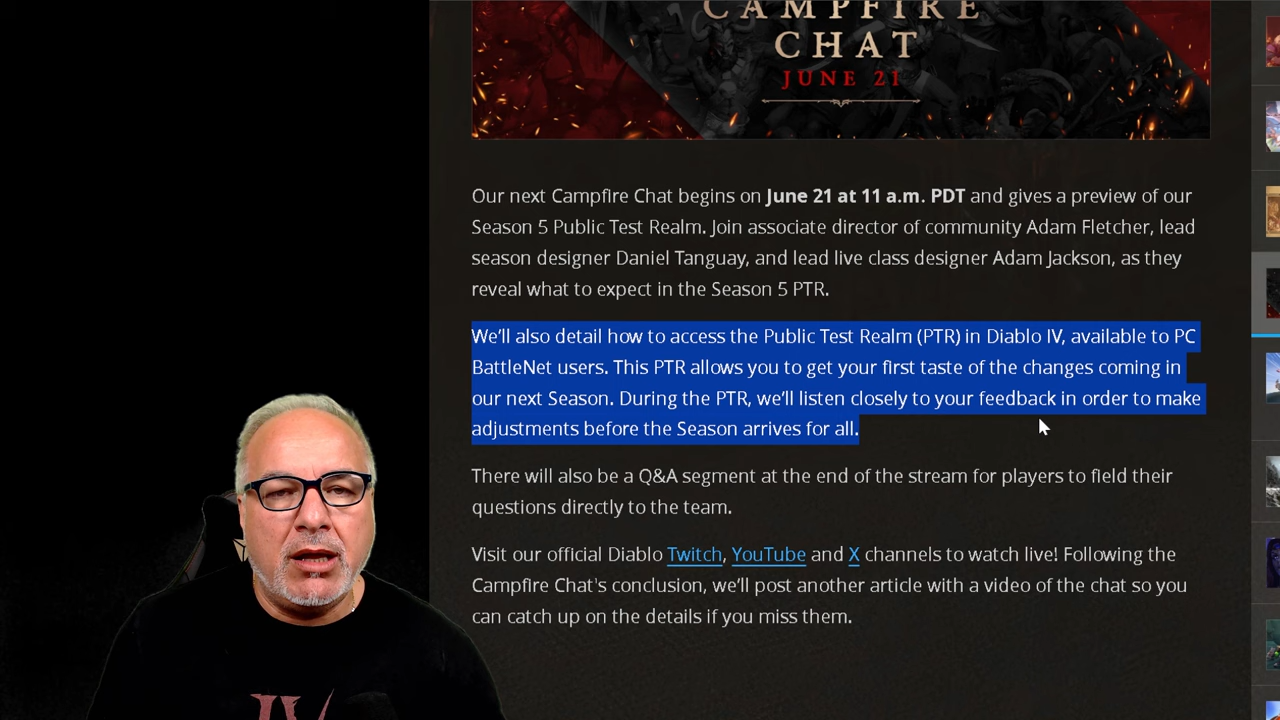 CAMPFIRE
CHAT
JUNE 21
Our next Campfire Chat begins on June 21 at 11 a.m. PDT and gives a preview of our
Season 5 Public Test Realm. Join associate director of community Adam Fletcher, lead
season designer Daniel Tanguay, and lead live class designer Adam Jackson, as they
reveal what to expect in the Season 5 PTR.
We'll also detail how to access the Public Test Realm (PTR) in Diablo IV, available to PC
BattleNet users. This PTR allows you to get your first taste of the changes coming in
our next Season. During the PTR, we'll listen closely to your feedback in order to make
adjustments before the Season arrives for all.
There will also be a Q&A segment at the end of the stream for players to field their
questions directly to the team.
Visit our official Diablo Twitch, YouTube and X channels to watch live! Following the
Campfire Chat's conclusion, we'll post another article with a video of the chat so you
can catch up on the details if you miss them.
IV